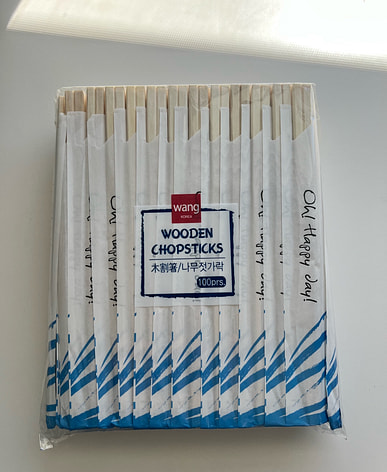 wang
KOREA
WOODEN
CHOPSTICKS
木割箸/나무젓가락
100prs.
Oh! Happy day!